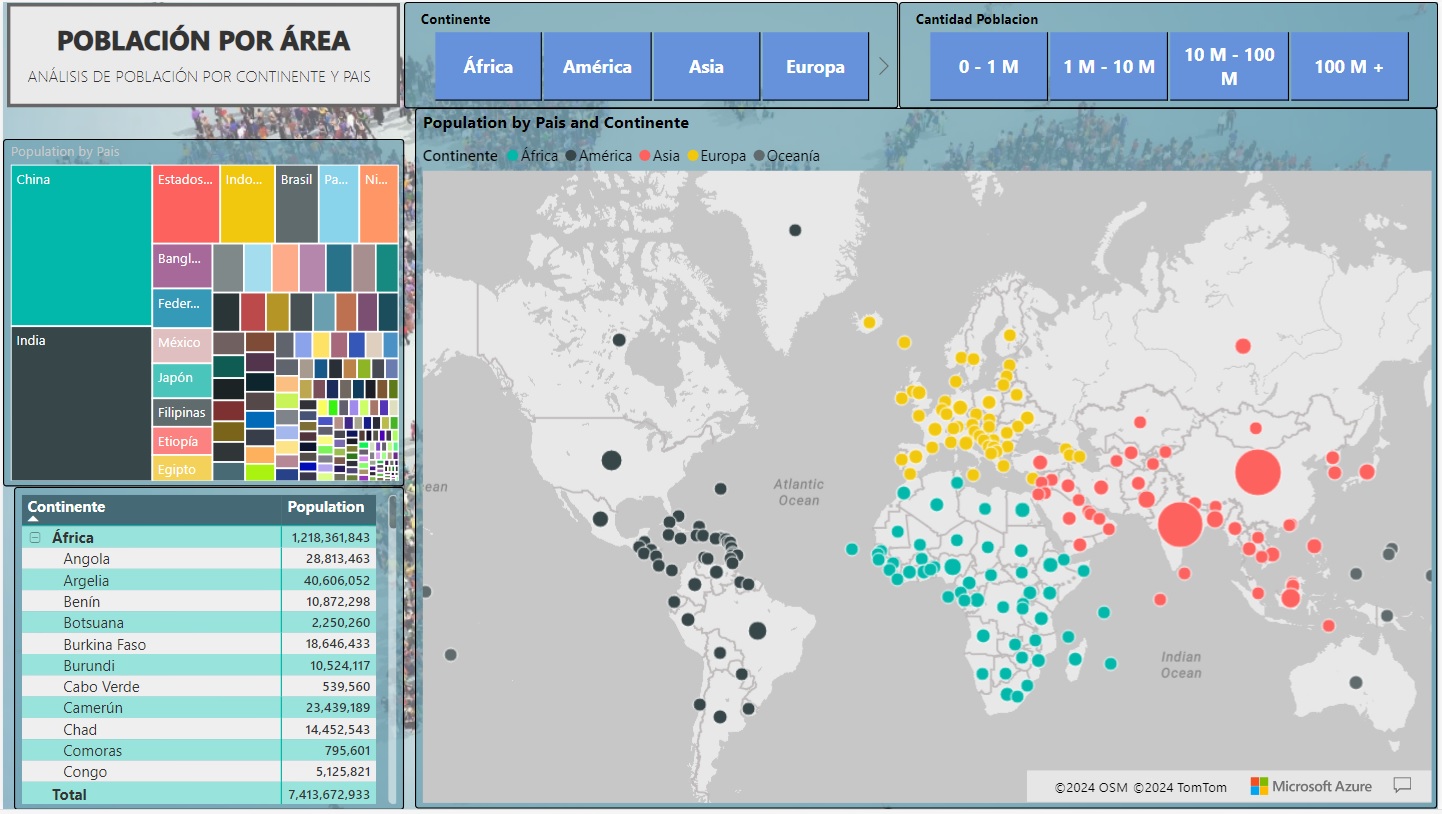 POBLACIÓN POR ÁREA
ANÁLISIS DE POBLACIÓN POR CONTINENTE Y PAIS
Continente
África
América
Asia
Europa
Cantidad Poblacion
0 - 1 M
1 M - 10 M
10 M - 100
M
100 M +
Population by Pais
China
Estados...
Indo...
Brasil
Pa...
Ni...
Bangl...
Feder...
India
México
Japón
Filipinas
Etiopía
Egipto
Continente Population
África 1,218,361,843
Angola 28,813,463
Argelia 40,606,052
Benín 10,872,298
Botsuana 2,250,260
Burkina Faso 18,646,433
Burundi 10,524,117
Cabo Verde 539,560
Camerún 23,439,189
Chad 14,452,543
Comoras 795,601
Congo 5,125,821
Total 7,413,672,933
Population by Pais and Continente
Continente África América Asia Europa Oceanía
ean
Atlantic
Ocean
Indian
Ocean
©2024 OSM ©2024 TomTom
Microsoft Azure